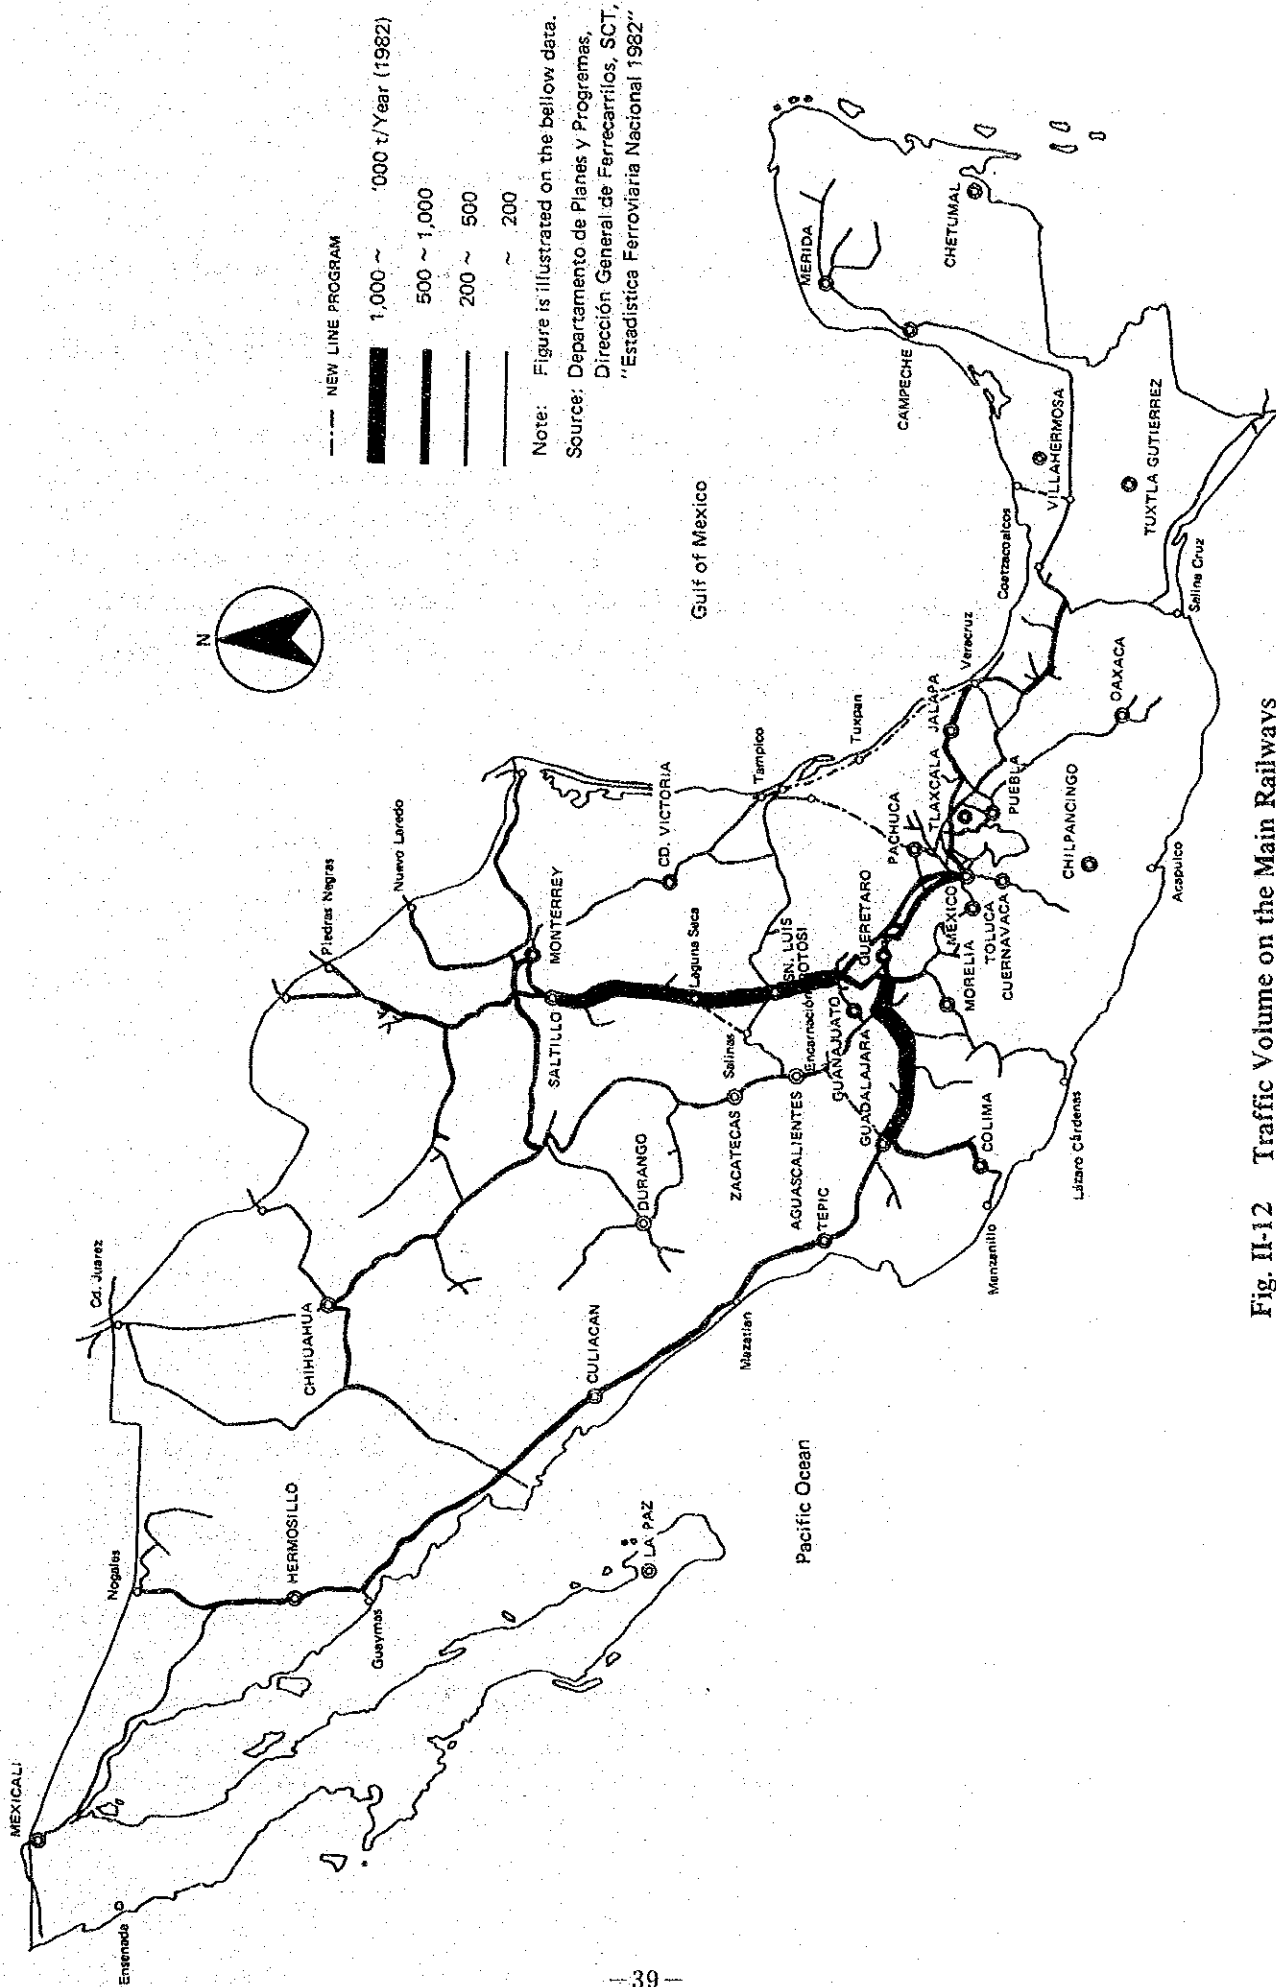 N
NEW LINE PROGRAM
1,000 ~ '000 t/Year (1982)
500 ~ 1,000
200 ~ 500
~ 200
Note: Figure is illustrated on the bellow data.
Source: Departamento de Planes y Programas,
Dirección General de Ferrecarrilos, SCT,
"Estadistica Ferroviaria Nacional 1982"
MEXICALI
Ensenada
Nogales
HERMOSILLO
Guaymas
LA PAZ
Cd. Juarez
CHIHUAHUA
CULIACAN
Mazatlan
Pacific Ocean
Piedras Negras
Nuevo Laredo
MONTERREY
SALTILLO
DURANGO
CD. VICTORIA
Laguna Seca
Salinas
ZACATECAS
SN. LUIS
POTOSI
Encarnación
AGUASCALIENTES
TEPIC
GUANAJUATO
GUADALAJARA
QUERETARO
Tampico
Tuxpan
Gulf of Mexico
PACHUCA
TLAXCALA
JALAPA
Veracruz
MEXICO
TOLUCA
CUERNAVACA
MORELIA
PUEBLA
COLIMA
Manzanillo
Lázaro Cárdenas
CHILPANCINGO
Acapulco
OAXACA
Salina Cruz
Coatzacoalcos
VILLAHERMOSA
TUXTLA GUTIERREZ
CAMPECHE
MERIDA
CHETUMAL
Fig. II-12 Traffic Volume on the Main Railways
—39—